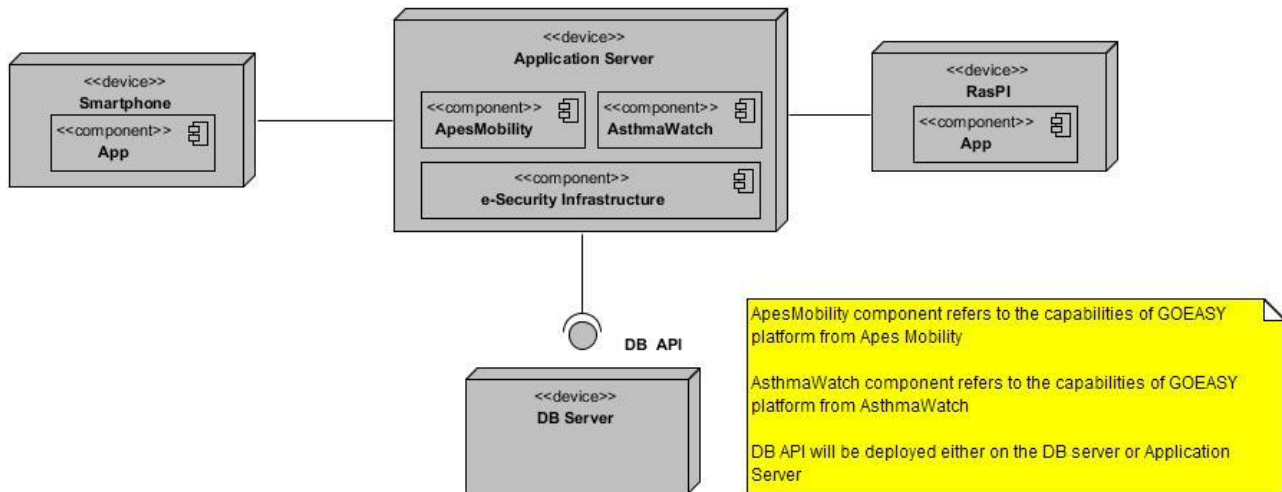 <<device>>
Smartphone
<<component>>
App
<<device>>
Application Server
<<component>>
ApesMobility
<<component>>
AsthmaWatch
<<component>>
e-Security Infrastructure
<<device>>
RasPI
<<component>>
App
DB API
<<device>>
DB Server
ApesMobility component refers to the capabilities of GOEASY
platform from Apes Mobility
AsthmaWatch component refers to the capabilities of GOEASY
platform from AsthmaWatch
DB API will be deployed either on the DB server or Application
Server